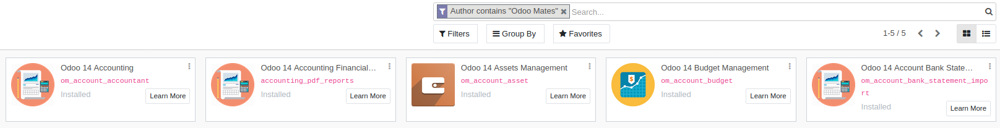 Author contains "Odoo Mates" ✖ Search...
Filters
Group By
Favorites
1-5 / 5
Odoo 14 Accounting
om_account_accountant
Installed
Learn More
Odoo 14 Accounting Financial...
accounting_pdf_reports
Installed
Learn More
Odoo 14 Assets Management
om_account_asset
Installed
Learn More
Odoo 14 Budget Management
om_account_budget
Installed
Learn More
Odoo 14 Account Bank State...
om_account_bank_statement_impo
rt
Installed
Learn More